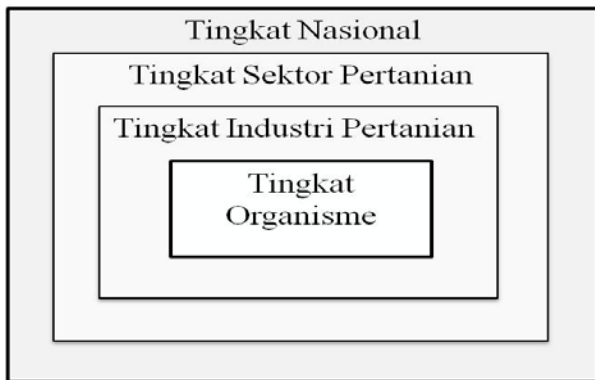 Tingkat Nasional
Tingkat Sektor Pertanian
Tingkat Industri Pertanian
Tingkat
Organisme